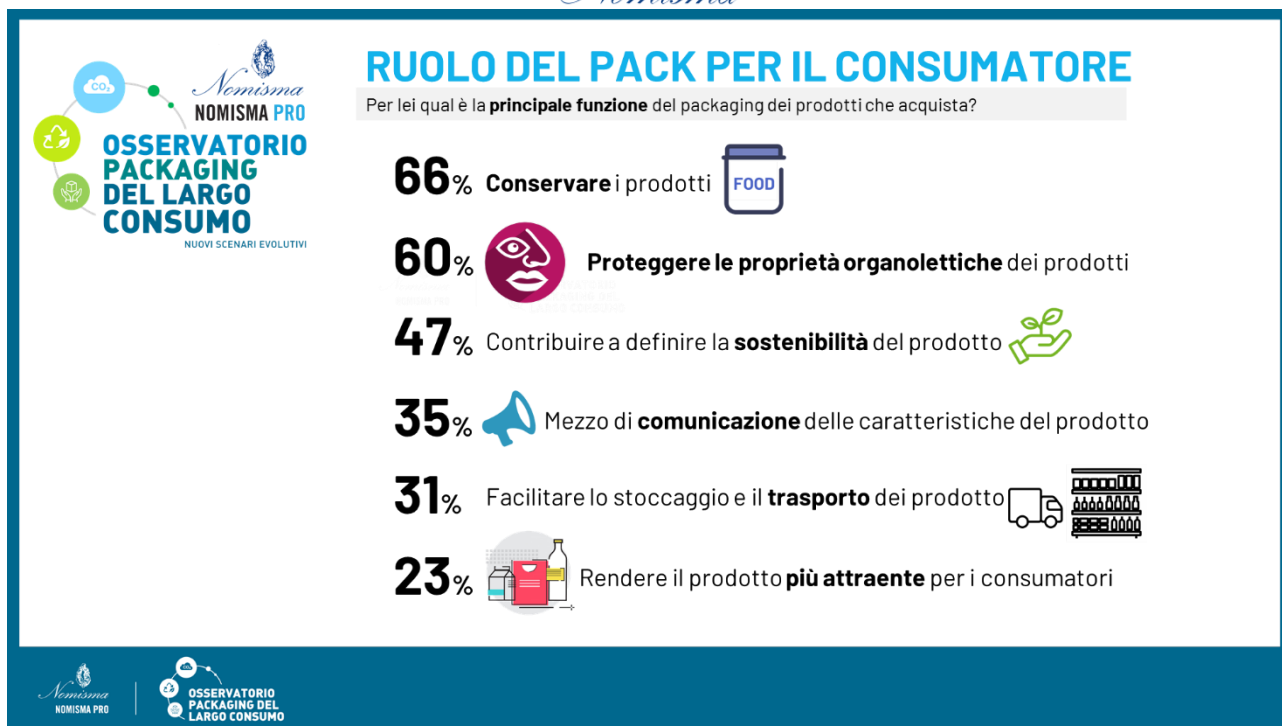 Nomisma
Nomisma
NOMISMA PRO
CO₂
OSSERVATORIO
PACKAGING
DEL LARGO
CONSUMO
NUOVI SCENARI EVOLUTIVI
RUOLO DEL PACK PER IL CONSUMATORE
Per lei qual è la principale funzione del packaging dei prodotti che acquista?
66% Conservare i prodotti FOOD
60% Proteggere le proprietà organolettiche dei prodotti
47% Contribuire a definire la sostenibilità del prodotto
35% Mezzo di comunicazione delle caratteristiche del prodotto
31% Facilitare lo stoccaggio e il trasporto dei prodotto
23% Rendere il prodotto più attraente per i consumatori
Nomisma
NOMISMA PRO
CO₂
OSSERVATORIO
PACKAGING DEL
LARGO CONSUMO